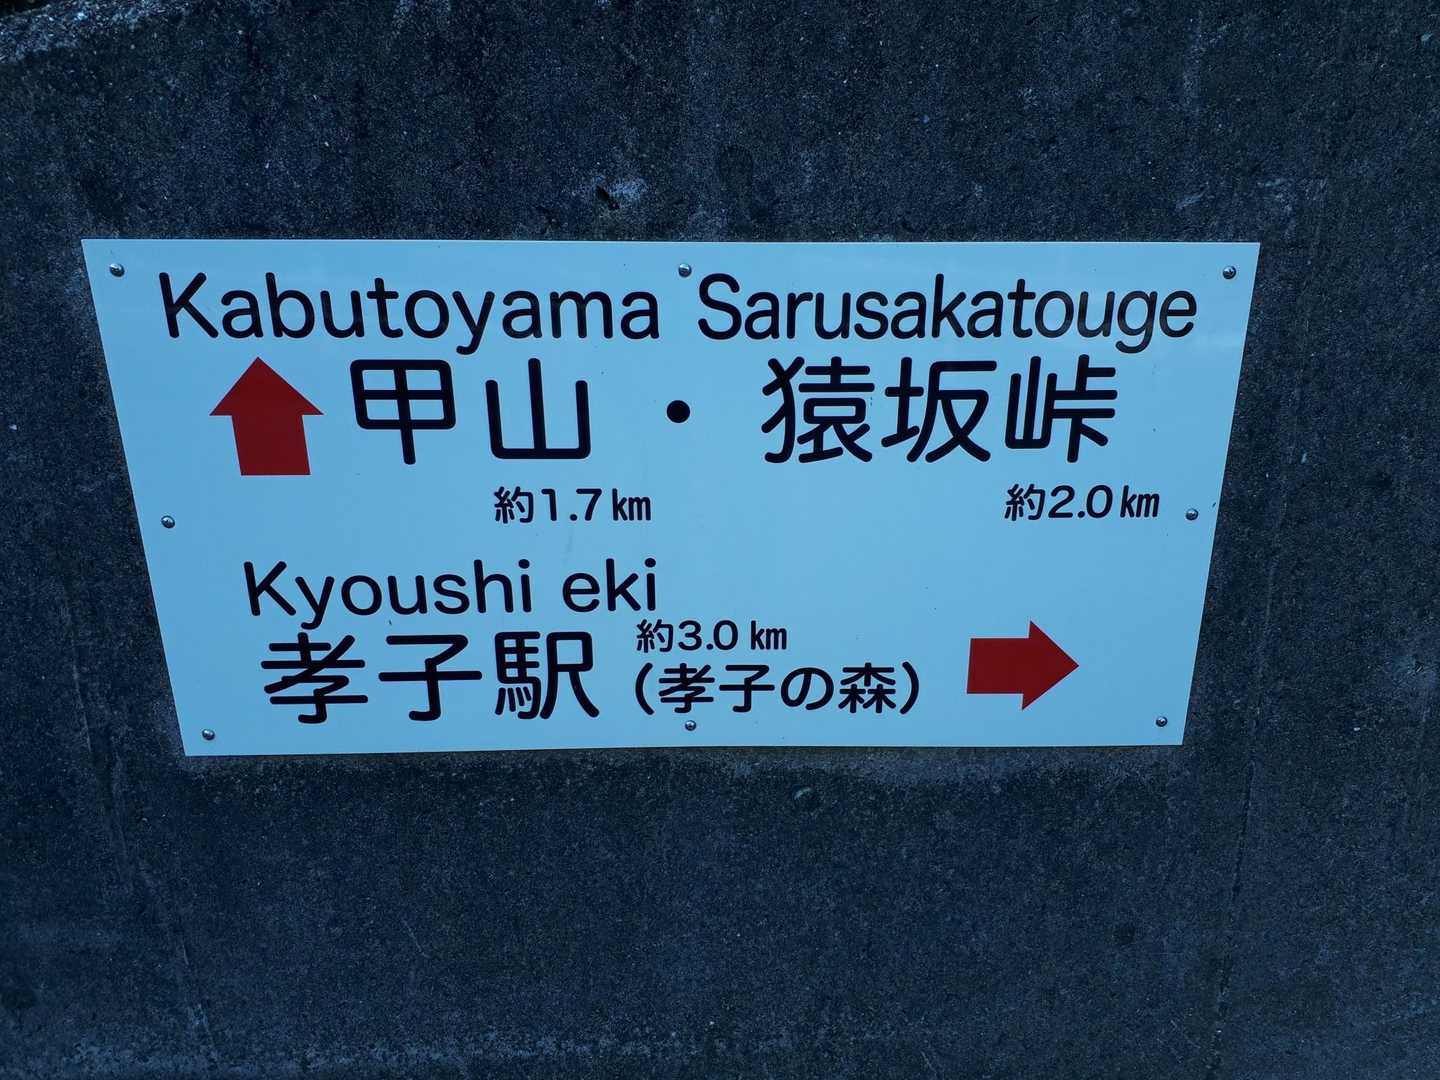 Kabutoyama Sarusakatouge
甲山・猿坂峠
約1.7㎞ 約2.0㎞
Kyoushi eki
約3.0㎞
孝子駅(孝子の森)